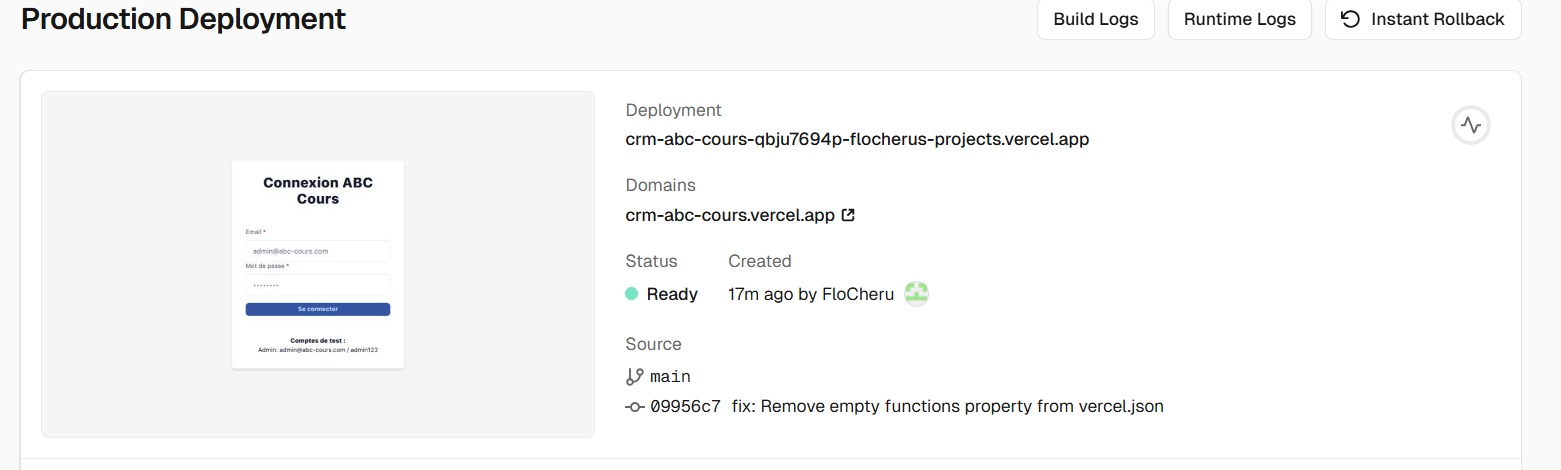 Production Deployment
Build Logs
Runtime Logs
Instant Rollback
Connexion ABC
Cours
Email *
admin@abc-cours.com
Mot de passe *
••••••••
Se connecter
Comptes de test :
Admin: admin@abc-cours.com / admin123
Deployment
crm-abc-cours-qbju7694p-flocherus-projects.vercel.app
Domains
crm-abc-cours.vercel.app
Status
Created
Ready
17m ago by FloCheru
Source
main
09956c7 fix: Remove empty functions property from vercel.json